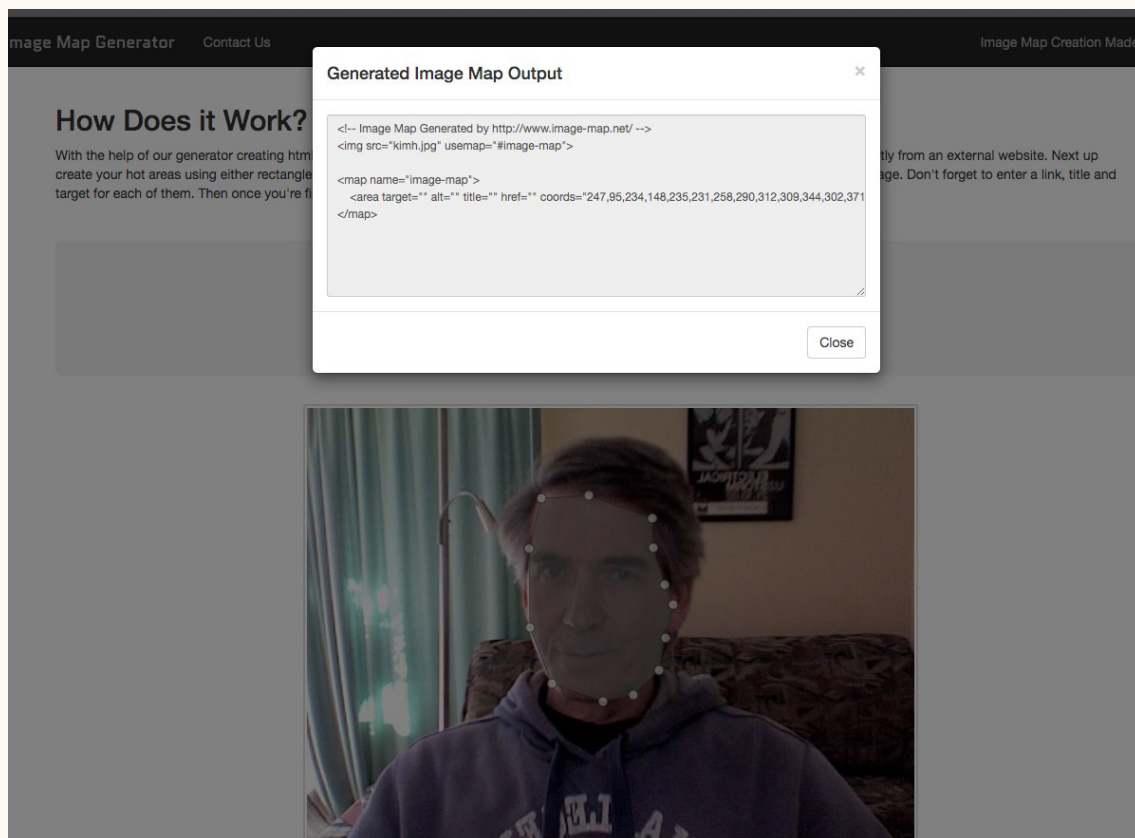 mage Map Generator Contact Us Image Map Creation Made
Generated Image Map Output ×
<!-- Image Map Generated by http://www.image-map.net/ -->
<img src="kimh.jpg" usemap="#image-map">
<map name="image-map">
<area target="" alt="" title="" href="" coords="247,95,234,148,235,231,258,290,312,309,344,302,371
</map>
Close
How Does it Work?
With the help of our generator creating htm tly from an external website. Next up
create your hot areas using either rectangle age. Don't forget to enter a link, title and
target for each of them. Then once you're fi